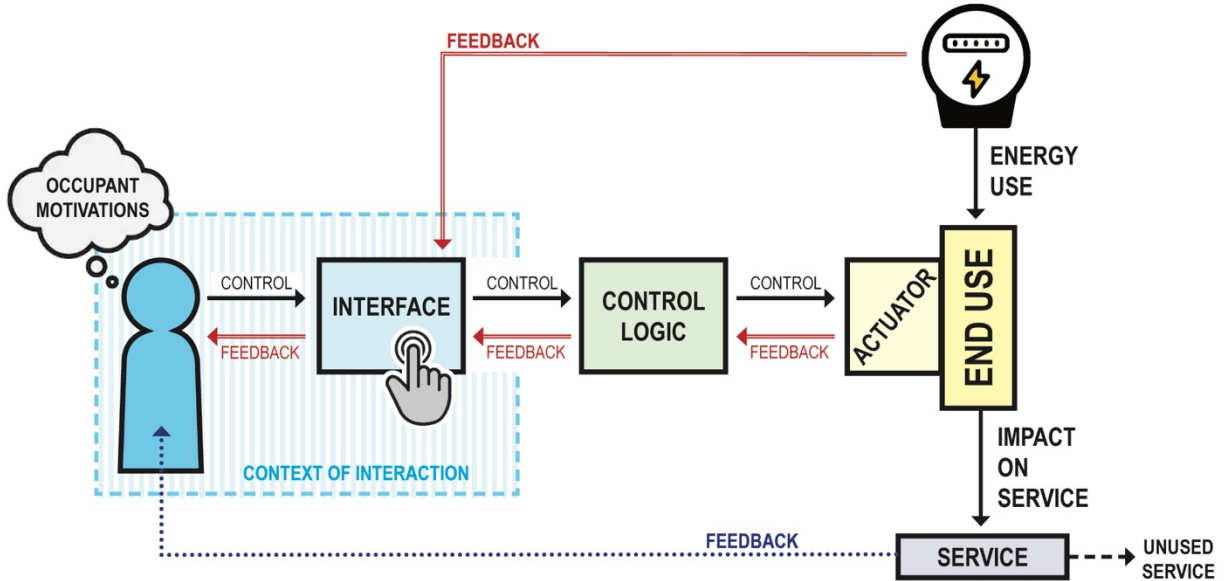 FEEDBACK
ENERGY
USE
OCCUPANT
MOTIVATIONS
CONTROL
INTERFACE
FEEDBACK
CONTROL
FEEDBACK
CONTROL
LOGIC
CONTROL
FEEDBACK
ACTUATOR
END USE
CONTEXT OF INTERACTION
IMPACT
ON
SERVICE
FEEDBACK
SERVICE
UNUSED
SERVICE